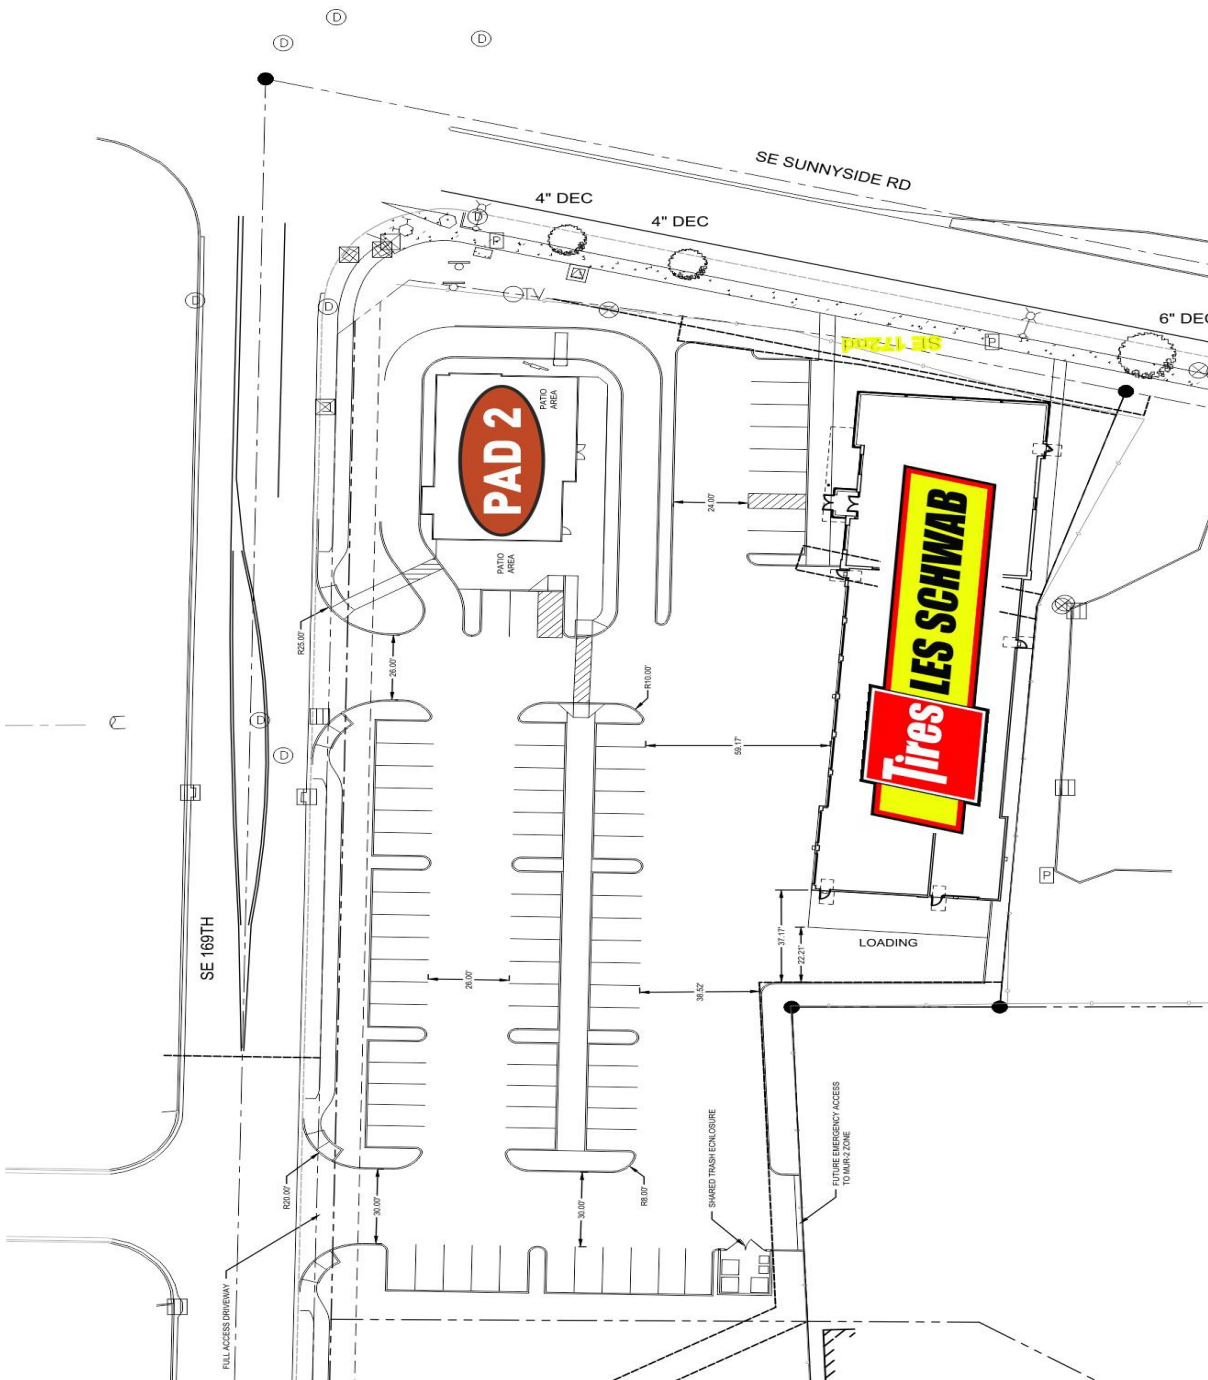 D
D
D
SE SUNNYSIDE RD
4" DEC
4" DEC
6" DEC
D
P
TV
D
D
SE 172nd
P
PATIO
AREA
PAD 2
PATIO
AREA
24.00'
LES SCHWAB
Tires
R25.00'
26.00'
R10.00'
59.17'
D
D
P
SE 169TH
26.00'
38.52'
37.17'
22.21'
LOADING
SHARED TRASH ECNLOSURE
FUTURE EMERGENCY ACCESS
TO MUR-2 ZONE
R20.00'
30.00'
30.00'
R8.00'
FULL ACCESS DRIVEWAY